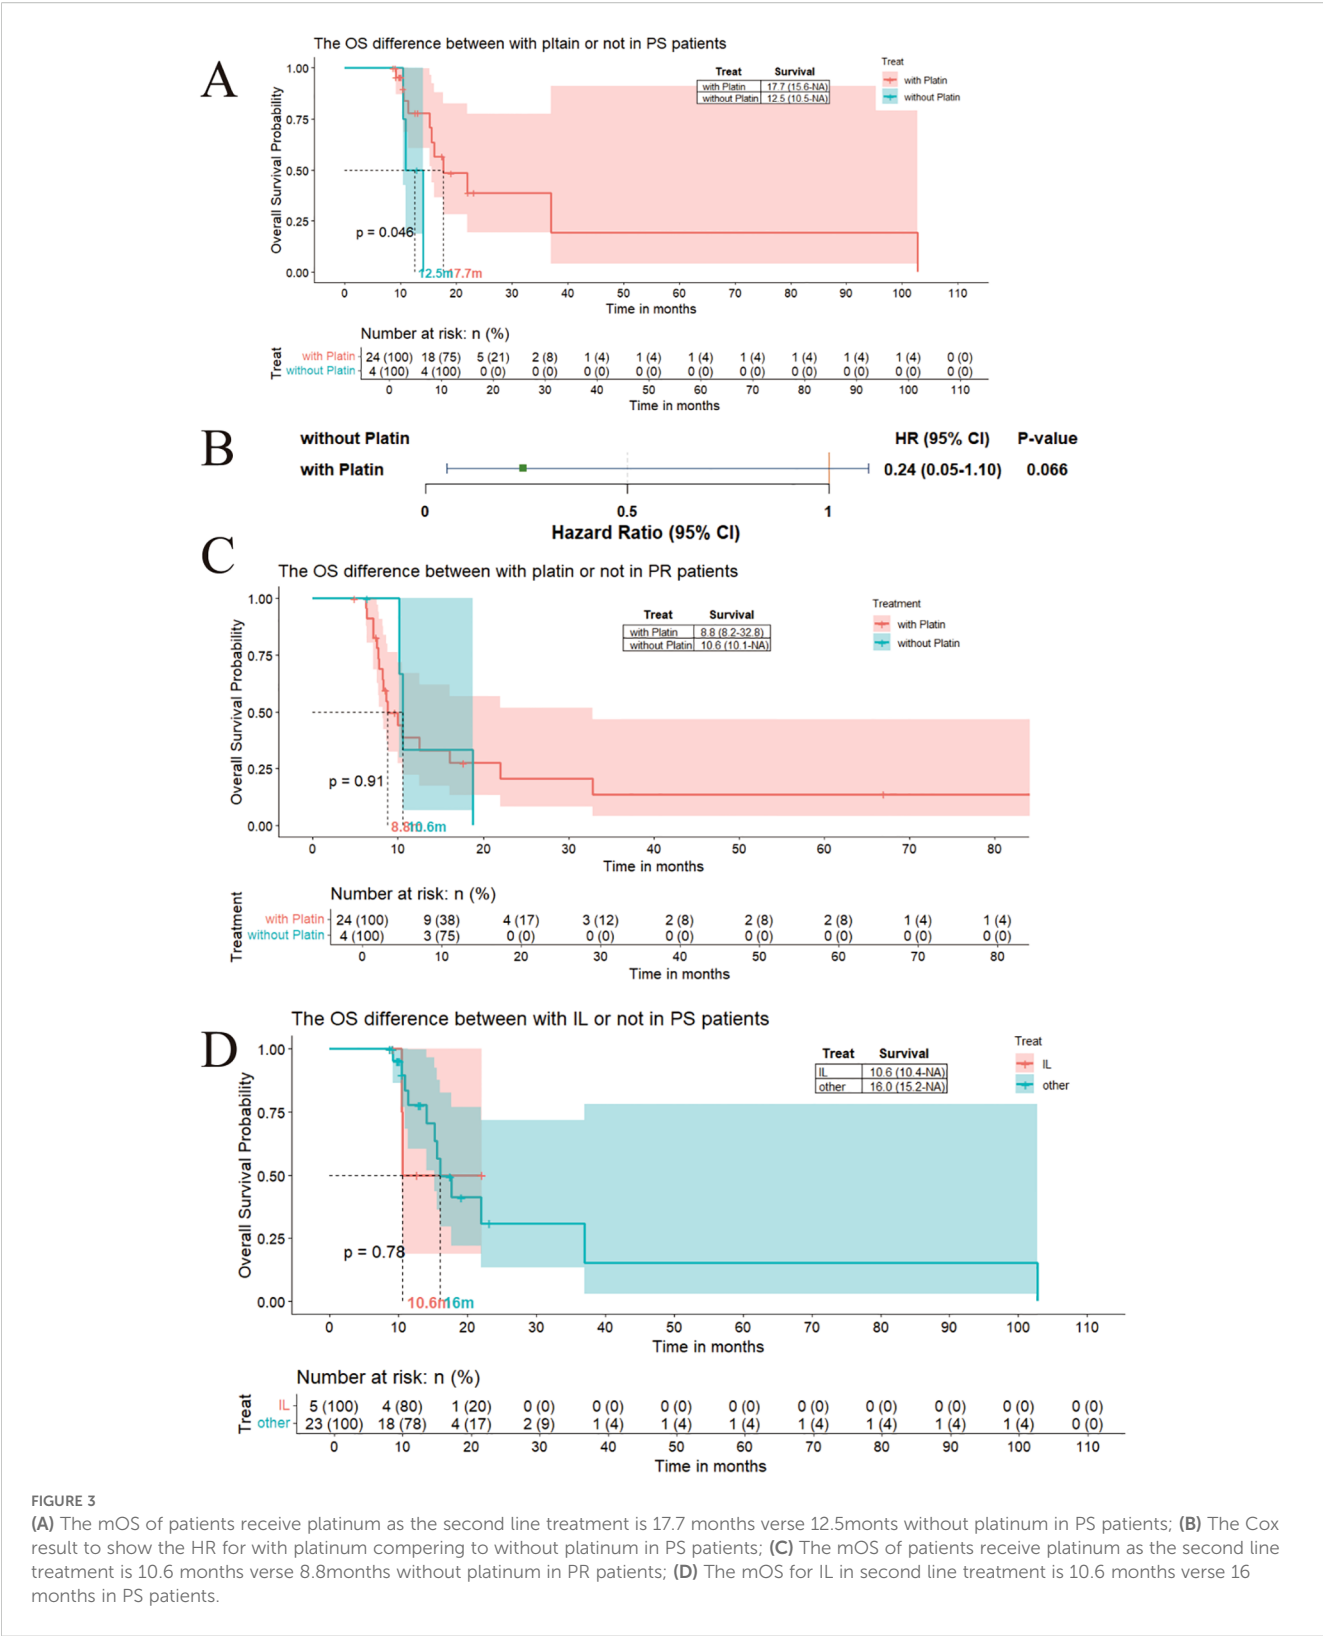 A
The OS difference between with pltain or not in PS patients
Treat Survival
with Platin 17.7 (15.6-NA)
without Platin 12.5 (10.5-NA)
Treat
with Platin
without Platin
Overall Survival Probability
1.00
0.75
0.50
0.25
0.00
p = 0.046
12.5m 17.7m
0 10 20 30 40 50 60 70 80 90 100 110
Time in months
Number at risk: n (%)
Treat
with Platin 24 (100) 18 (75) 5 (21) 2 (8) 1 (4) 1 (4) 1 (4) 1 (4) 1 (4) 1 (4) 1 (4) 0 (0)
without Platin 4 (100) 4 (100) 0 (0) 0 (0) 0 (0) 0 (0) 0 (0) 0 (0) 0 (0) 0 (0) 0 (0) 0 (0)
0 10 20 30 40 50 60 70 80 90 100 110
Time in months
B
without Platin HR (95% CI) P-value
with Platin 0.24 (0.05-1.10) 0.066
0 0.5 1
Hazard Ratio (95% CI)
C
The OS difference between with platin or not in PR patients
Treat Survival
with Platin 8.8 (8.2-32.8)
without Platin 10.6 (10.1-NA)
Treatment
with Platin
without Platin
Overall Survival Probability
1.00
0.75
0.50
0.25
0.00
p = 0.91
8.8m 10.6m
0 10 20 30 40 50 60 70 80
Time in months
Number at risk: n (%)
Treatment
with Platin 24 (100) 9 (38) 4 (17) 3 (12) 2 (8) 2 (8) 2 (8) 1 (4) 1 (4)
without Platin 4 (100) 3 (75) 0 (0) 0 (0) 0 (0) 0 (0) 0 (0) 0 (0) 0 (0)
0 10 20 30 40 50 60 70 80
Time in months
D
The OS difference between with IL or not in PS patients
Treat Survival
IL 10.6 (10.4-NA)
other 16.0 (15.2-NA)
Treat
IL
other
Overall Survival Probability
1.00
0.75
0.50
0.25
0.00
p = 0.78
10.6m 16m
0 10 20 30 40 50 60 70 80 90 100 110
Time in months
Number at risk: n (%)
Treat
IL 5 (100) 4 (80) 1 (20) 0 (0) 0 (0) 0 (0) 0 (0) 0 (0) 0 (0) 0 (0) 0 (0) 0 (0)
other 23 (100) 18 (78) 4 (17) 2 (9) 1 (4) 1 (4) 1 (4) 1 (4) 1 (4) 1 (4) 1 (4) 0 (0)
0 10 20 30 40 50 60 70 80 90 100 110
Time in months
FIGURE 3
(A) The mOS of patients receive platinum as the second line treatment is 17.7 months verse 12.5monts without platinum in PS patients; (B) The Cox
result to show the HR for with platinum compering to without platinum in PS patients; (C) The mOS of patients receive platinum as the second line
treatment is 10.6 months verse 8.8months without platinum in PR patients; (D) The mOS for IL in second line treatment is 10.6 months verse 16
months in PS patients.